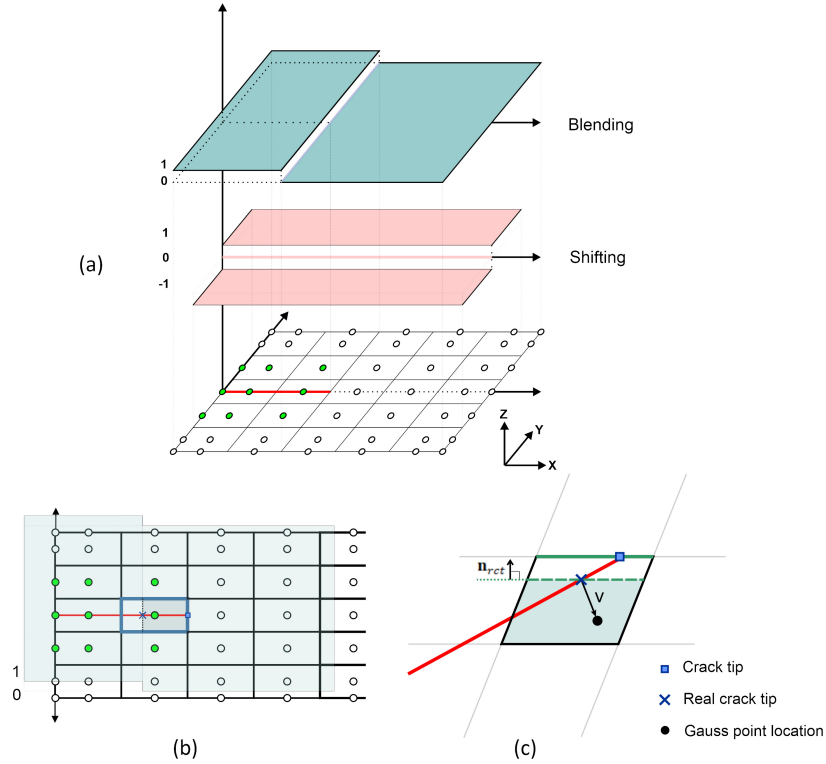 Blending
1
0
(a)
1
0
-1
Shifting
Z
Y
X
n_rct
V
1
0
(b)
(c)
Crack tip
Real crack tip
Gauss point location